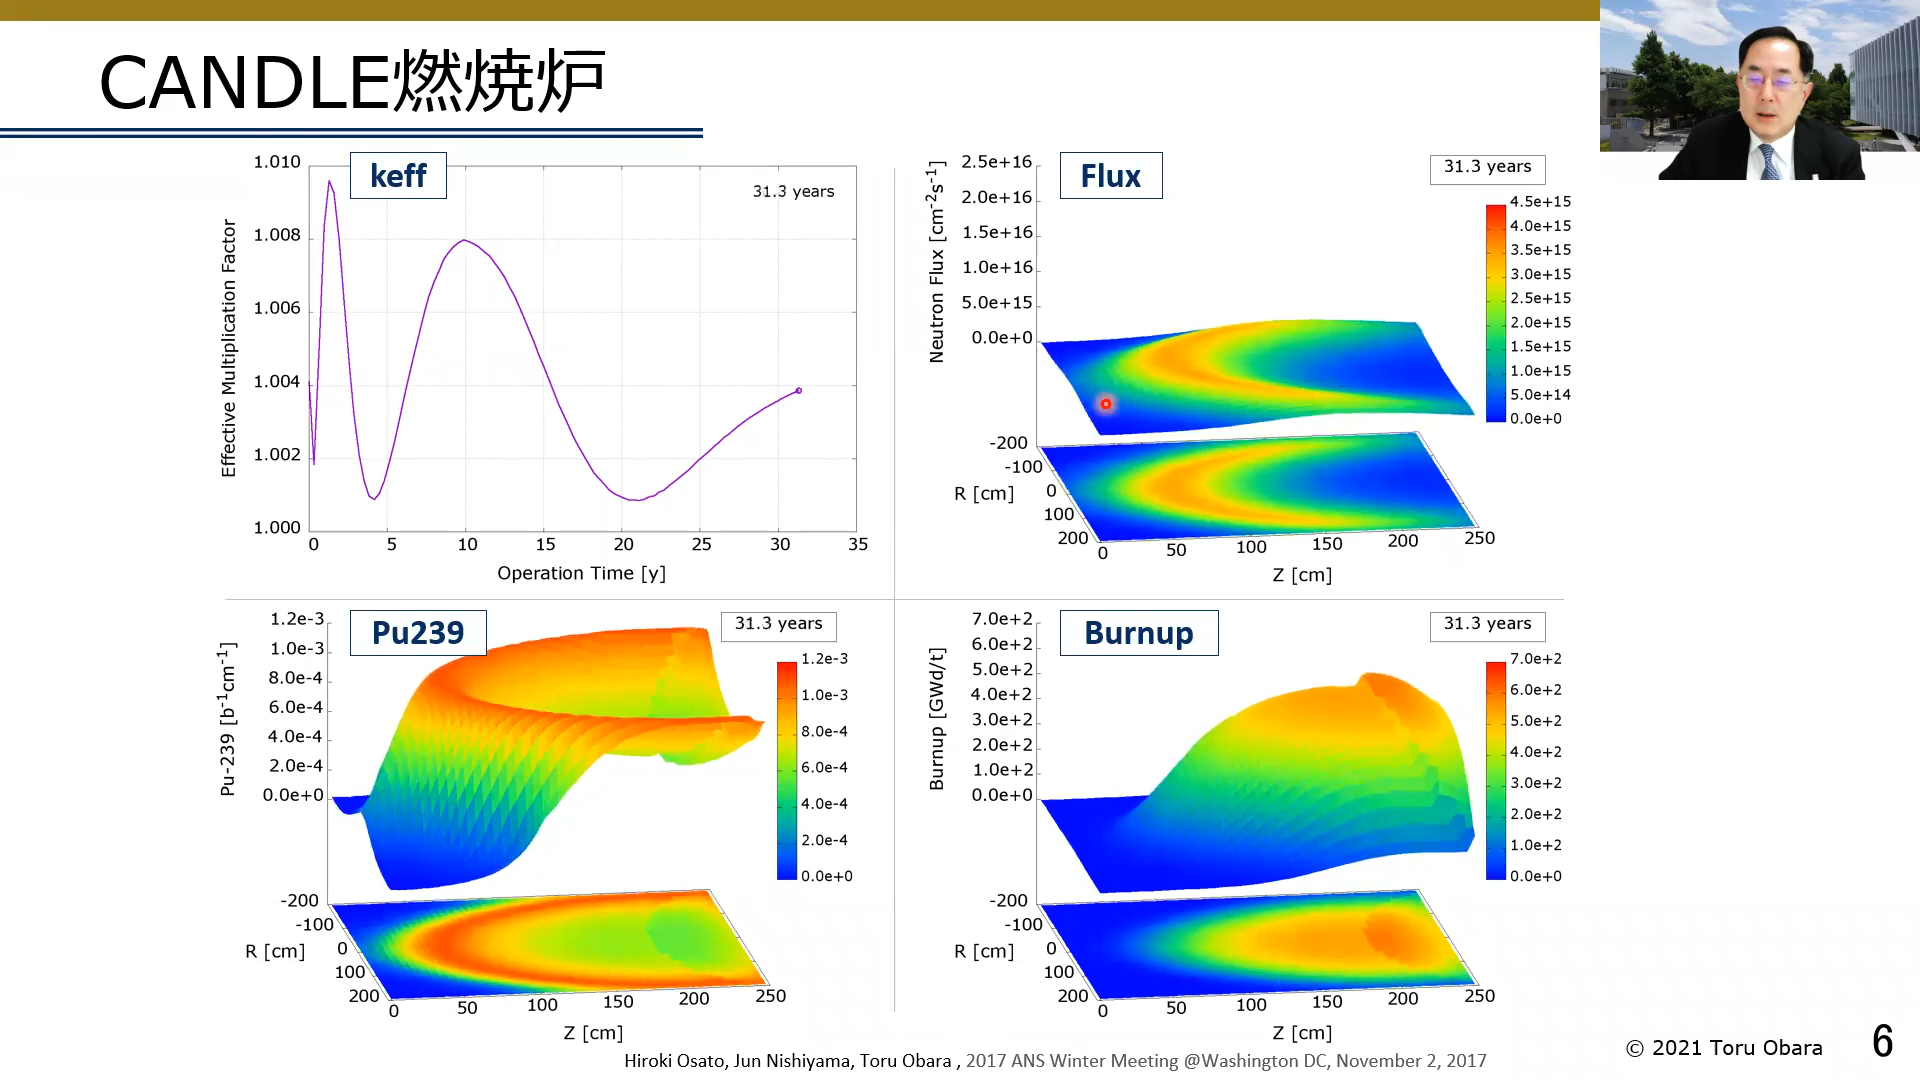 CANDLE燃焼炉
keff
31.3 years
Effective Multiplication Factor
1.010
1.008
1.006
1.004
1.002
1.000
0 5 10 15 20 25 30 35
Operation Time [y]
Flux
31.3 years
Neutron Flux [cm-2s-1]
2.5e+16
2.0e+16
1.5e+16
1.0e+16
5.0e+15
0.0e+0
4.5e+15
4.0e+15
3.5e+15
3.0e+15
2.5e+15
2.0e+15
1.5e+15
1.0e+15
5.0e+14
0.0e+0
-200
-100
0
100
200
R [cm]
0 50 100 150 200 250
Z [cm]
Pu239
31.3 years
Pu-239 [b-1cm-1]
1.2e-3
1.0e-3
8.0e-4
6.0e-4
4.0e-4
2.0e-4
0.0e+0
1.2e-3
1.0e-3
8.0e-4
6.0e-4
4.0e-4
2.0e-4
0.0e+0
-200
-100
0
100
200
R [cm]
0 50 100 150 200 250
Z [cm]
Burnup
31.3 years
Burnup [GWd/t]
7.0e+2
6.0e+2
5.0e+2
4.0e+2
3.0e+2
2.0e+2
1.0e+2
0.0e+0
7.0e+2
6.0e+2
5.0e+2
4.0e+2
3.0e+2
2.0e+2
1.0e+2
0.0e+0
-200
-100
0
100
200
R [cm]
0 50 100 150 200 250
Z [cm]
Hiroki Osato, Jun Nishiyama, Toru Obara , 2017 ANS Winter Meeting @Washington DC, November 2, 2017
© 2021 Toru Obara
6